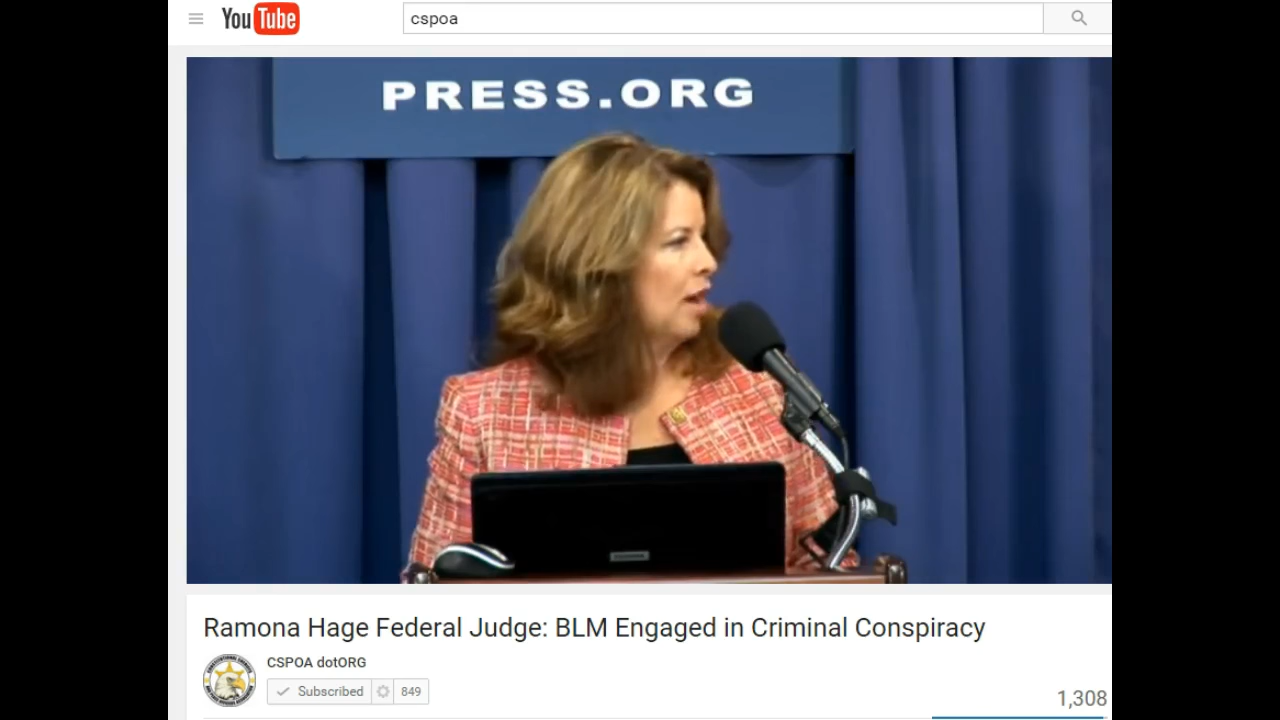 YouTube
cspoa
PRESS.ORG
Ramona Hage Federal Judge: BLM Engaged in Criminal Conspiracy
CSPOA dotORG
Subscribed 849
1,308